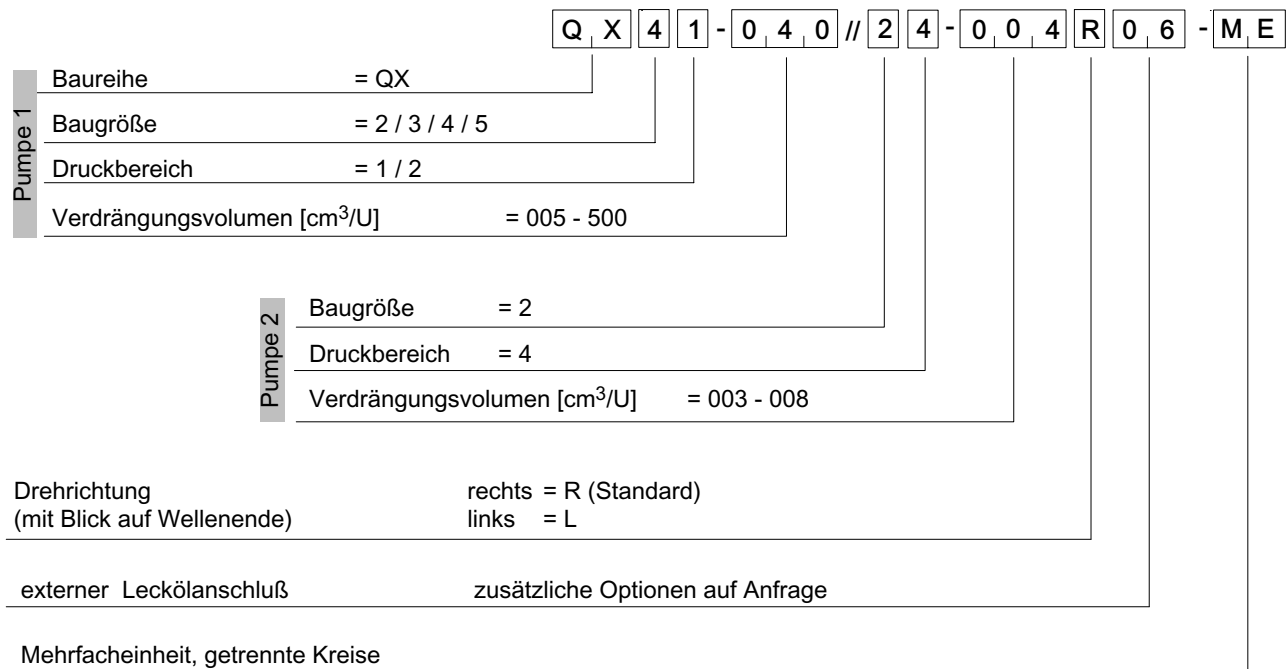 QX41-040//24-004R06-ME
Pumpe 1
Baureihe = QX
Baugröße = 2 / 3 / 4 / 5
Druckbereich = 1 / 2
Verdrängungsvolumen [cm³/U] = 005 - 500
Pumpe 2
Baugröße = 2
Druckbereich = 4
Verdrängungsvolumen [cm³/U] = 003 - 008
Drehrichtung rechts = R (Standard)
(mit Blick auf Wellenende) links = L
externer Leckölanschluß zusätzliche Optionen auf Anfrage
Mehrfacheinheit, getrennte Kreise